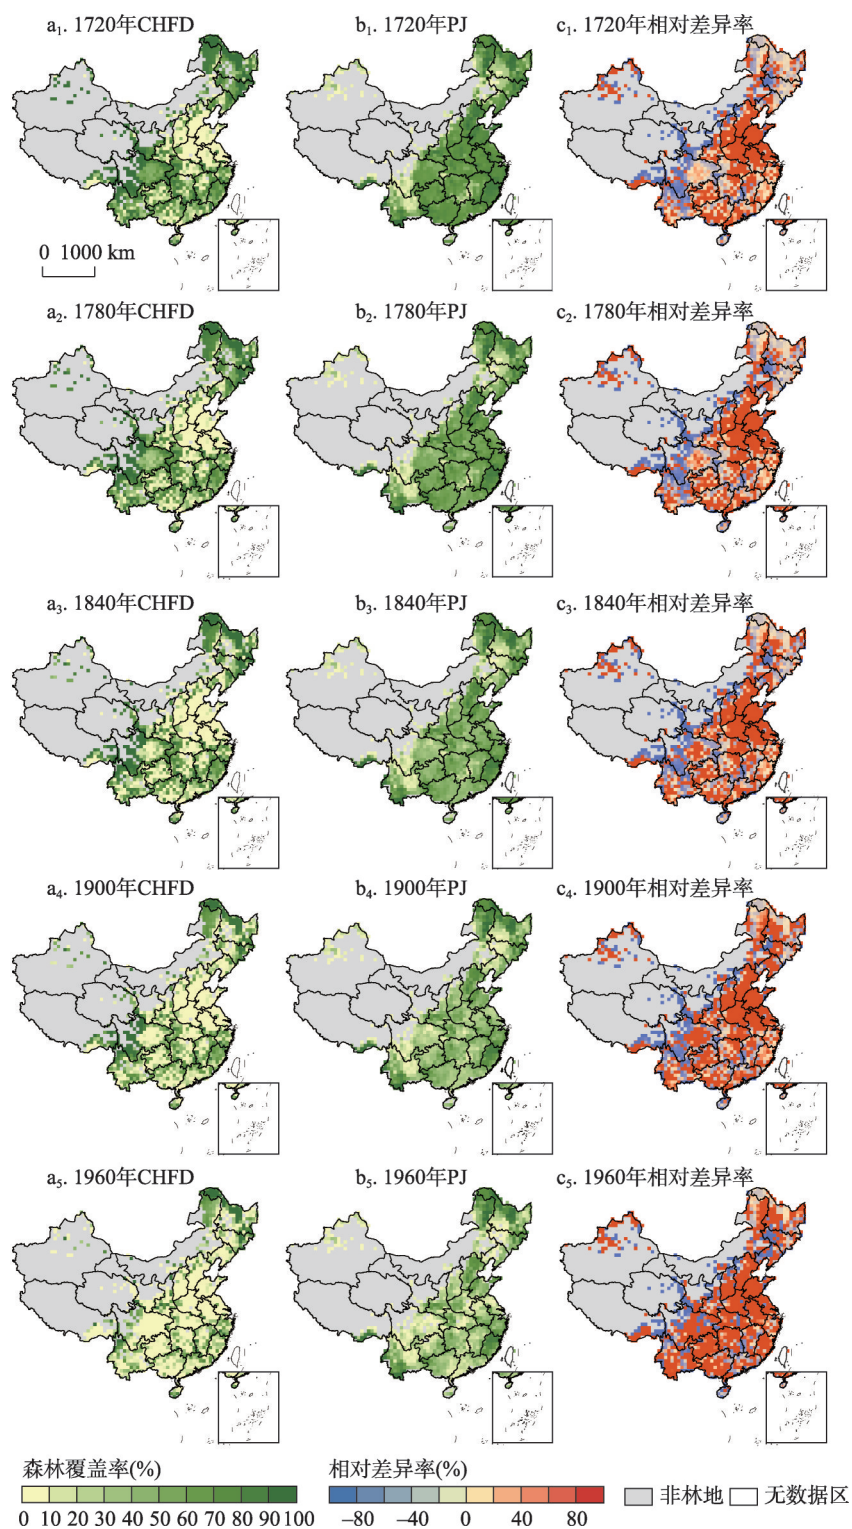 a₁. 1720年CHFD
b₁. 1720年PJ
c₁. 1720年相对差异率
0 1000 km
a₂. 1780年CHFD
b₂. 1780年PJ
c₂. 1780年相对差异率
a₃. 1840年CHFD
b₃. 1840年PJ
c₃. 1840年相对差异率
a₄. 1900年CHFD
b₄. 1900年PJ
c₄. 1900年相对差异率
a₅. 1960年CHFD
b₅. 1960年PJ
c₅. 1960年相对差异率
森林覆盖率(%)
0 10 20 30 40 50 60 70 80 90 100
相对差异率(%)
−80 −40 0 40 80
非林地
无数据区